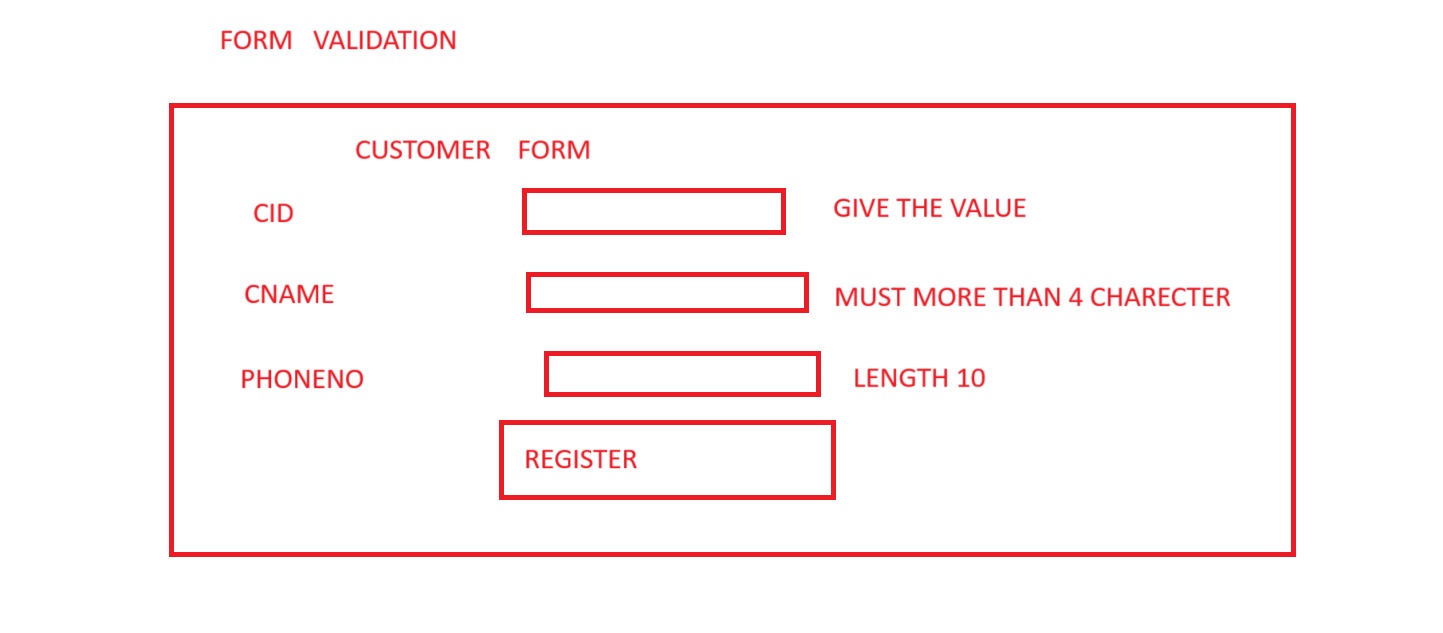 FORM VALIDATION
CUSTOMER FORM
CID GIVE THE VALUE
CNAME MUST MORE THAN 4 CHARECTER
PHONENO LENGTH 10
REGISTER